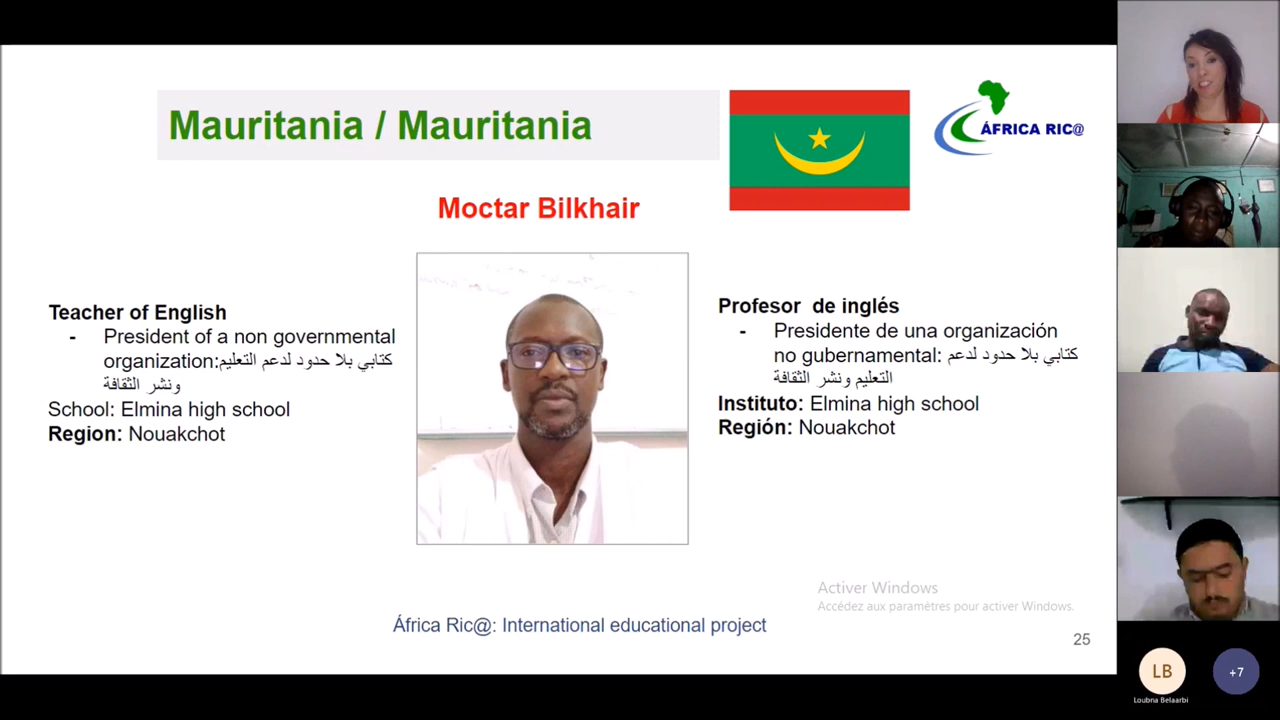 Mauritania / Mauritania
ÁFRICA RIC@
Moctar Bilkhair
Teacher of English
- President of a non governmental
organization:كتابي بلا حدود لدعم التعليم
ونشر الثقافة
School: Elmina high school
Region: Nouakchot
Profesor de inglés
- Presidente de una organización
no gubernamental: كتابي بلا حدود لدعم
التعليم ونشر الثقافة
Instituto: Elmina high school
Región: Nouakchot
Activer Windows
Accédez aux paramètres pour activer Windows.
África Ric@: International educational project
25
LB
+7
Loubna Belaarbi